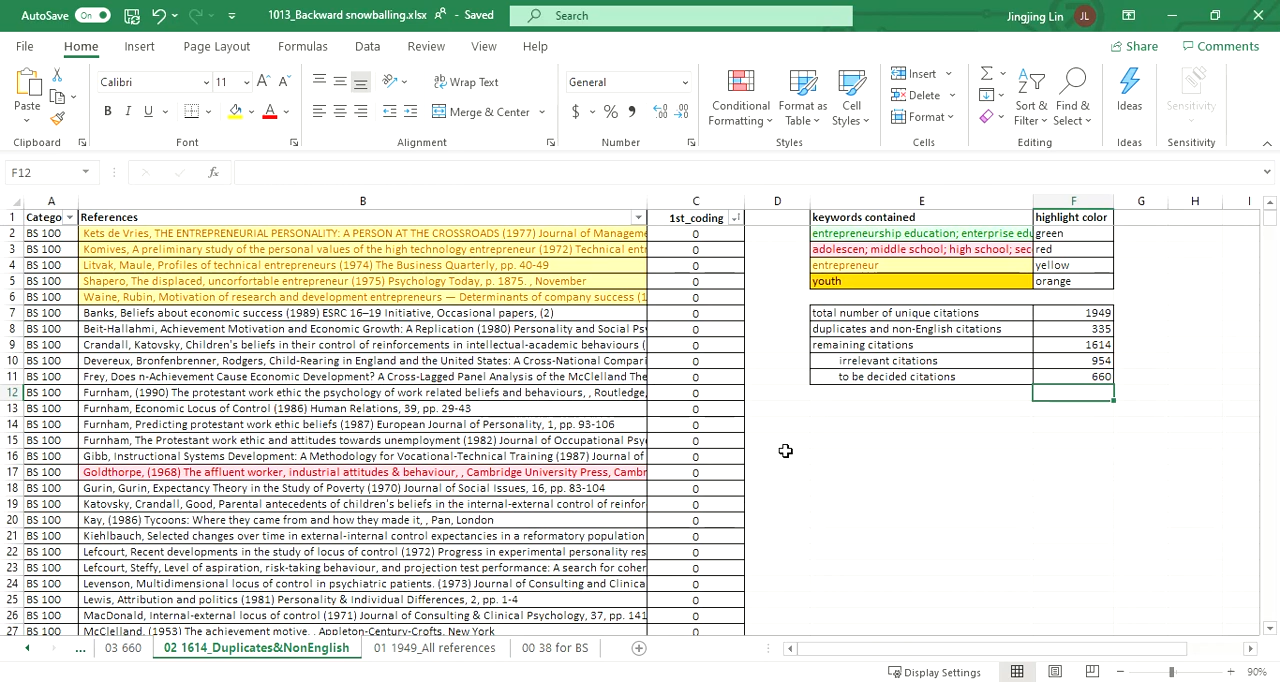 AutoSave On 1013_Backward snowballing.xlsx - Saved Search Jingjing Lin JL
File Home Insert Page Layout Formulas Data Review View Help Share Comments
Paste Calibri 11 A A Wrap Text General Conditional Formatting Format as Table Cell Styles Insert Sort & Filter Find & Select Ideas Sensitivity
B I U A Merge & Center $ % , Delete
Format
Clipboard Font Alignment Number Styles Cells Editing Ideas Sensitivity
F12 fx
A B C D E F G H I
1 Catego References 1st_coding keywords contained highlight color
2 BS 100 Kets de Vries, THE ENTREPRENEURIAL PERSONALITY: A PERSON AT THE CROSSROADS (1977) Journal of Manageme 0 entrepreneurship education; enterprise edu green
3 BS 100 Komives, A preliminary study of the personal values of the high technology entrepreneur (1972) Technical entr 0 adolescen; middle school; high school; sec red
4 BS 100 Litvak, Maule, Profiles of technical entrepreneurs (1974) The Business Quarterly, pp. 40-49 0 entrepreneur yellow
5 BS 100 Shapero, The displaced, uncomfortable entrepreneur (1975) Psychology Today, p. 1875. , November 0 youth orange
6 BS 100 Waine, Rubin, Motivation of research and development entrepreneurs — Determinants of company success (1 0
7 BS 100 Banks, Beliefs about economic success (1989) ESRC 16–19 Initiative, Occasional papers, (2) 0 total number of unique citations 1949
8 BS 100 Beit-Hallahmi, Achievement Motivation and Economic Growth: A Replication (1980) Personality and Social Psy 0 duplicates and non-English citations 335
9 BS 100 Crandall, Katovsky, Children's beliefs in their control of reinforcements in intellectual-academic behaviours ( 0 remaining citations 1614
10 BS 100 Devereux, Bronfenbrenner, Rodgers, Child-Rearing in England and the United States: A Cross-National Compari 0 irrelevant citations 954
11 BS 100 Frey, Does n-Achievement Cause Economic Development? A Cross-Lagged Panel Analysis of the McClelland The 0 to be decided citations 660
12 BS 100 Furnham, (1990) The protestant work ethic the psychology of work related beliefs and behaviours, , Routledge, 0
13 BS 100 Furnham, Economic Locus of Control (1986) Human Relations, 39, pp. 29-43 0
14 BS 100 Furnham, Predicting protestant work ethic beliefs (1987) European Journal of Personality, 1, pp. 93-106 0
15 BS 100 Furnham, The Protestant work ethic and attitudes towards unemployment (1982) Journal of Occupational Psy 0
16 BS 100 Gibb, Instructional Systems Development: A Methodology for Vocational-Technical Training (1987) Journal of 0
17 BS 100 Goldthorpe, (1968) The affluent worker, industrial attitudes & behaviour, , Cambridge University Press, Camb 0
18 BS 100 Gurin, Gurin, Expectancy Theory in the Study of Poverty (1970) Journal of Social Issues, 16, pp. 83-104 0
19 BS 100 Katovsky, Crandall, Good, Parental antecedents of children's beliefs in the internal-external control of reinfor 0
20 BS 100 Kay, (1986) Tycoons: Where they came from and how they made it, , Pan, London 0
21 BS 100 Kiehlbauch, Selected changes over time in external-internal control expectancies in a reformatory population 0
22 BS 100 Lefcourt, Recent developments in the study of locus of control (1972) Progress in experimental personality res 0
23 BS 100 Lefcourt, Steffy, Level of aspiration, risk-taking behaviour, and projection test performance: A search for coher 0
24 BS 100 Levenson, Multidimensional locus of control in psychiatric patients. (1973) Journal of Consulting and Clinica 0
25 BS 100 Lewis, Attribution and politics (1981) Personality & Individual Differences, 2, pp. 1-4 0
26 BS 100 MacDonald, Internal-external locus of control (1971) Journal of Consulting & Clinical Psychology, 37, pp. 141 0
27 BS 100 McClelland, (1953) The achievement motive, , Appleton-Century-Crofts, New York 0
... 03 660 02 1614_Duplicates&NonEnglish 01 1949_All references 00 38 for BS
Display Settings 90%